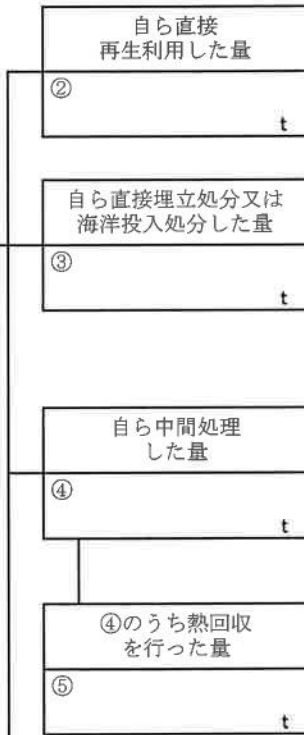 自ら直接
再生利用した量
②
t
自ら直接埋立処分又は
海洋投入処分した量
③
t
自ら中間処理
した量
④
t
④のうち熱回収
を行った量
⑤
t